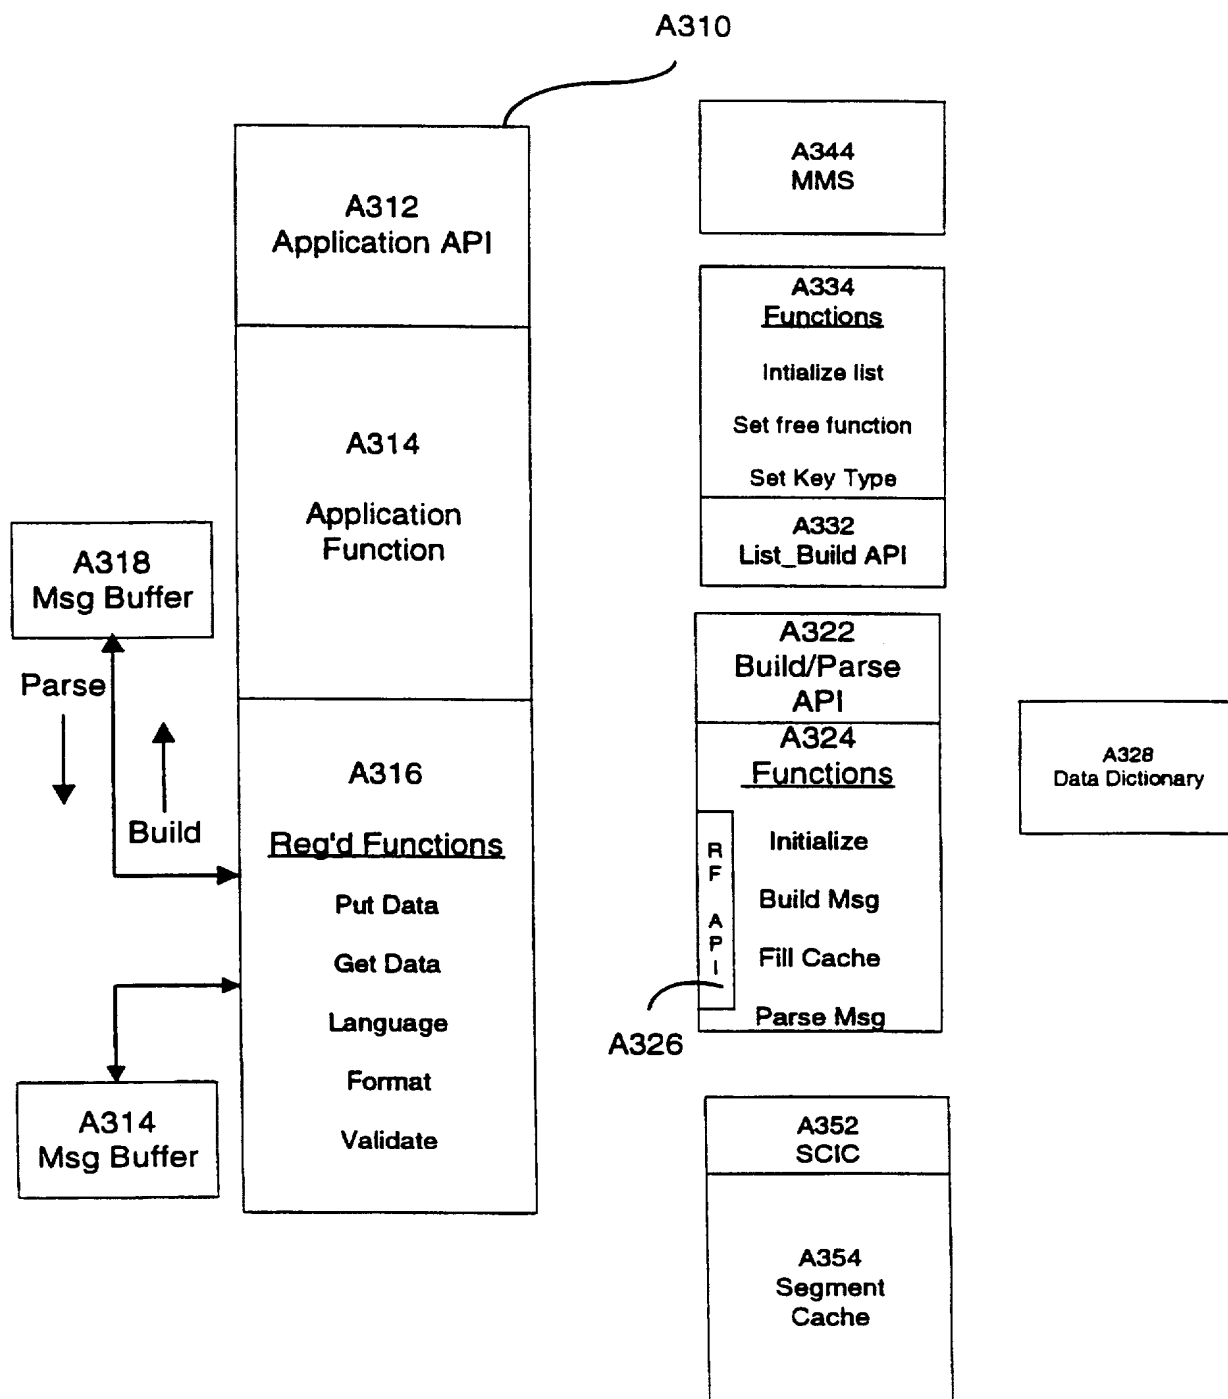 A310
A312
Application API
A314
Application
Function
A318
Msg Buffer
Parse
Build
A316
Reg'd Functions
Put Data
Get Data
Language
Format
Validate
A314
Msg Buffer
A344
MMS
A334
Functions
Intialize list
Set free function
Set Key Type
A332
List_Build API
A322
Build/Parse
API
A324
Functions
Initialize
Build Msg
Fill Cache
Parse Msg
RF API
A326
A328
Data Dictionary
A352
SCIC
A354
Segment
Cache